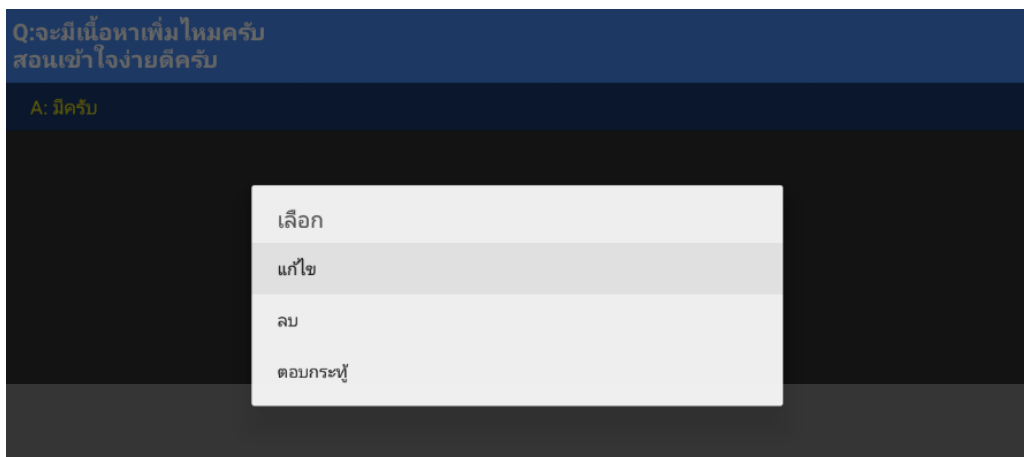 Q:จะมีเนื้อหาเพิ่มไหมครับ
สอนเข้าใจง่ายดีครับ
A: มีครับ
เลือก
แก้ไข
ลบ
ตอบกระทู้